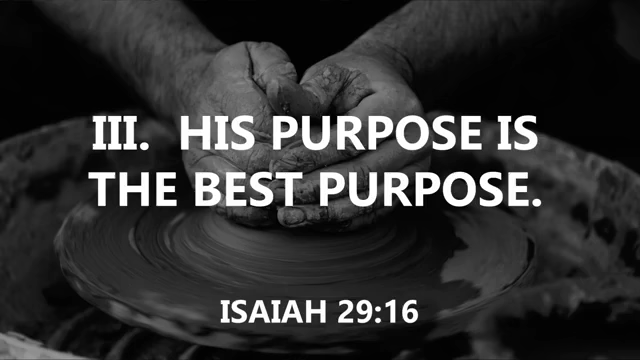 III.  HIS PURPOSE IS
THE BEST PURPOSE.
ISAIAH 29:16